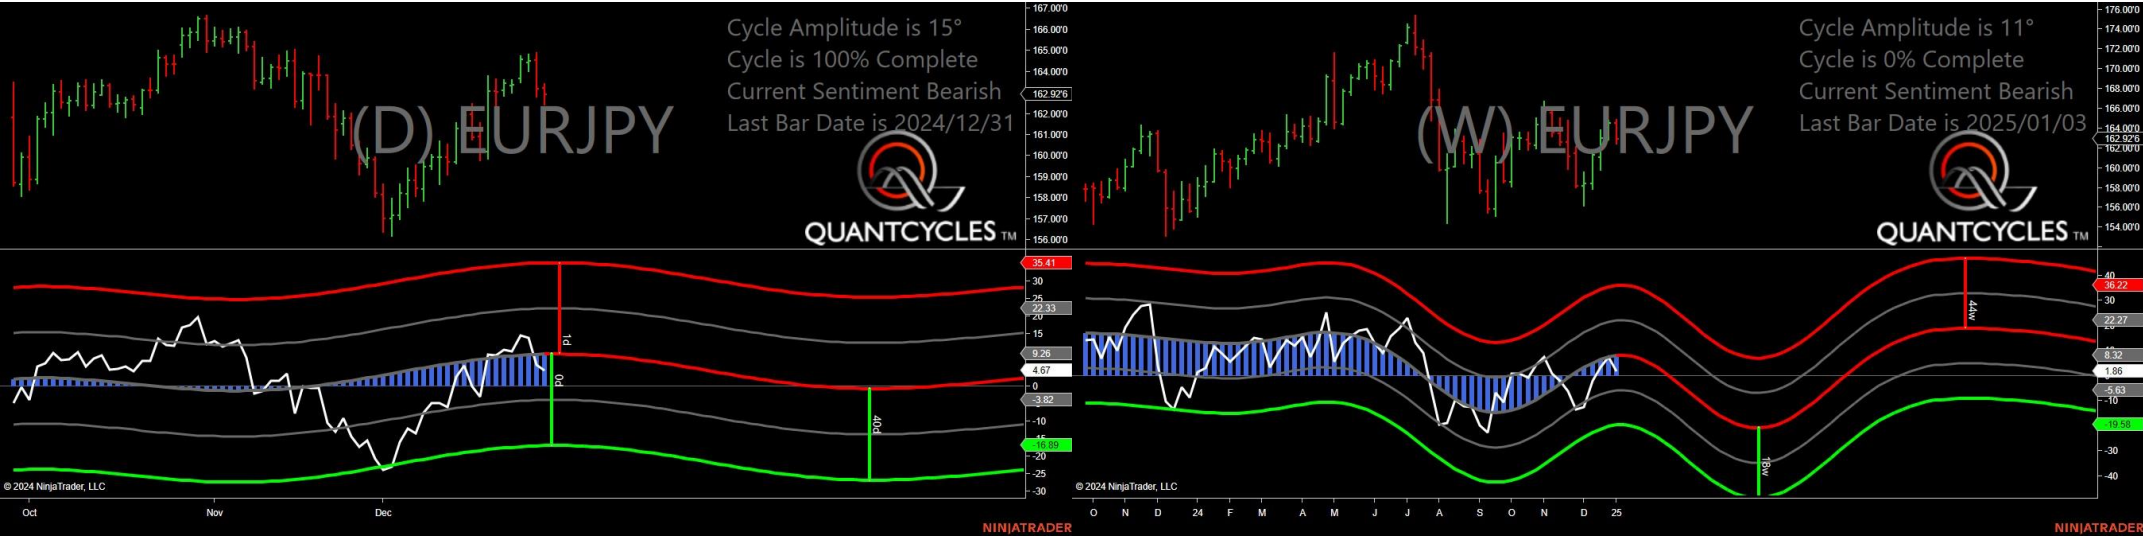 Cycle Amplitude is 15°
Cycle is 100% Complete
Current Sentiment Bearish
Last Bar Date is 2024/12/31
(D) EURJPY
QUANTCYCLES TM
167.00'0
166.00'0
165.00'0
164.00'0
162.92'6
162.00'0
161.00'0
160.00'0
159.00'0
158.00'0
157.00'0
156.00'0
35.41
30
25
22.33
20
15
9.26
4.67
0
-3.82
-10
-16.89
-20
-25
-30
1d
0d
40d
© 2024 NinjaTrader, LLC
Oct
Nov
Dec
NINJATRADER
Cycle Amplitude is 11°
Cycle is 0% Complete
Current Sentiment Bearish
Last Bar Date is 2025/01/03
(W) EURJPY
QUANTCYCLES TM
176.00'0
174.00'0
172.00'0
170.00'0
168.00'0
166.00'0
164.00'0
162.92'6
162.00'0
160.00'0
158.00'0
156.00'0
154.00'0
40
36.22
30
22.27
8.32
1.86
-5.63
-10
-19.58
-30
-40
44w
18w
© 2024 NinjaTrader, LLC
O N D 24 F M A M J J A S O N D 25
NINJATRADER